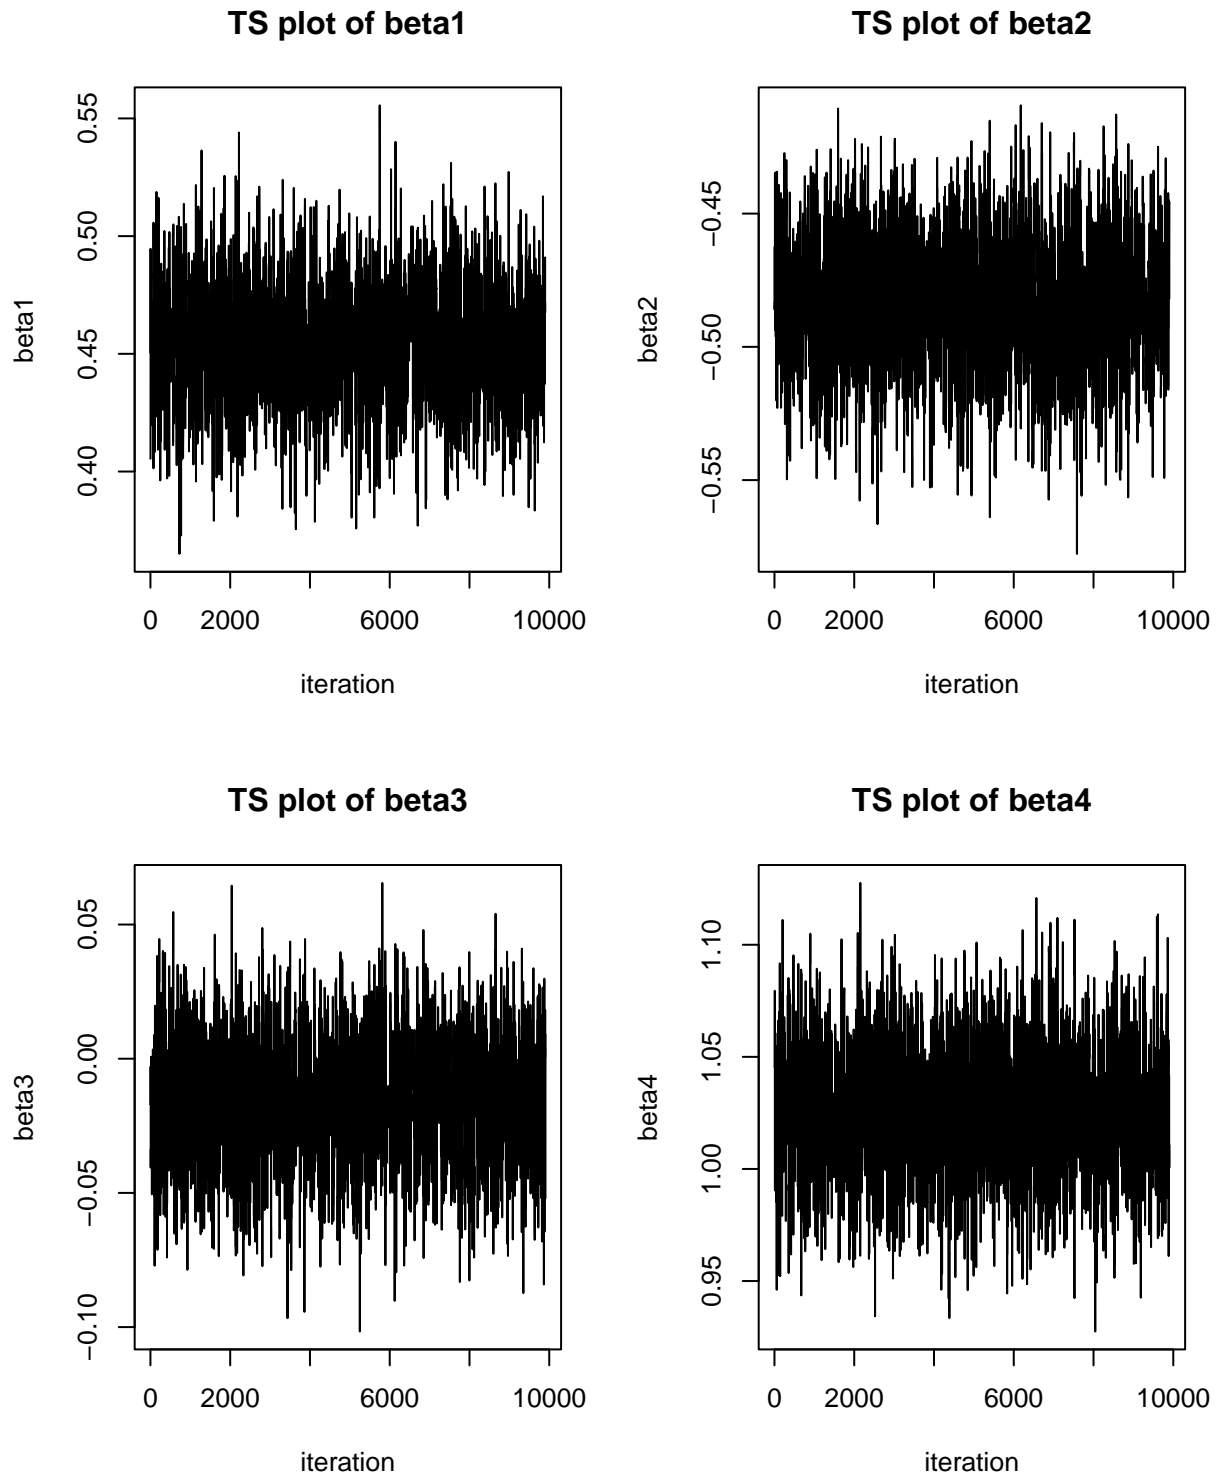 TS plot of beta1
beta1
0.40 0.45 0.50 0.55
0 2000 6000 10000
iteration
TS plot of beta2
beta2
−0.55 −0.50 −0.45
0 2000 6000 10000
iteration
TS plot of beta3
beta3
−0.10 −0.05 0.00 0.05
0 2000 6000 10000
iteration
TS plot of beta4
beta4
0.95 1.00 1.05 1.10
0 2000 6000 10000
iteration